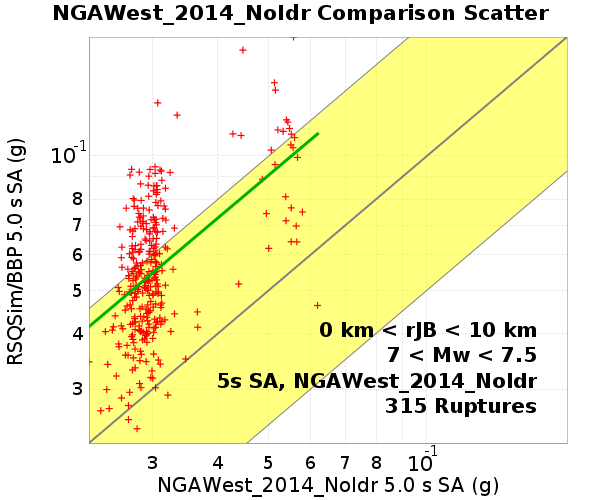 NGAWest_2014_NoIdr Comparison Scatter
RSQSim/BBP 5.0 s SA (g)
10-1
8
7
6
5
4
3
0 km < rJB < 10 km
7 < Mw < 7.5
5s SA, NGAWest_2014_NoIdr
315 Ruptures
3 4 5 6 7 8 10-1
NGAWest_2014_NoIdr 5.0 s SA (g)